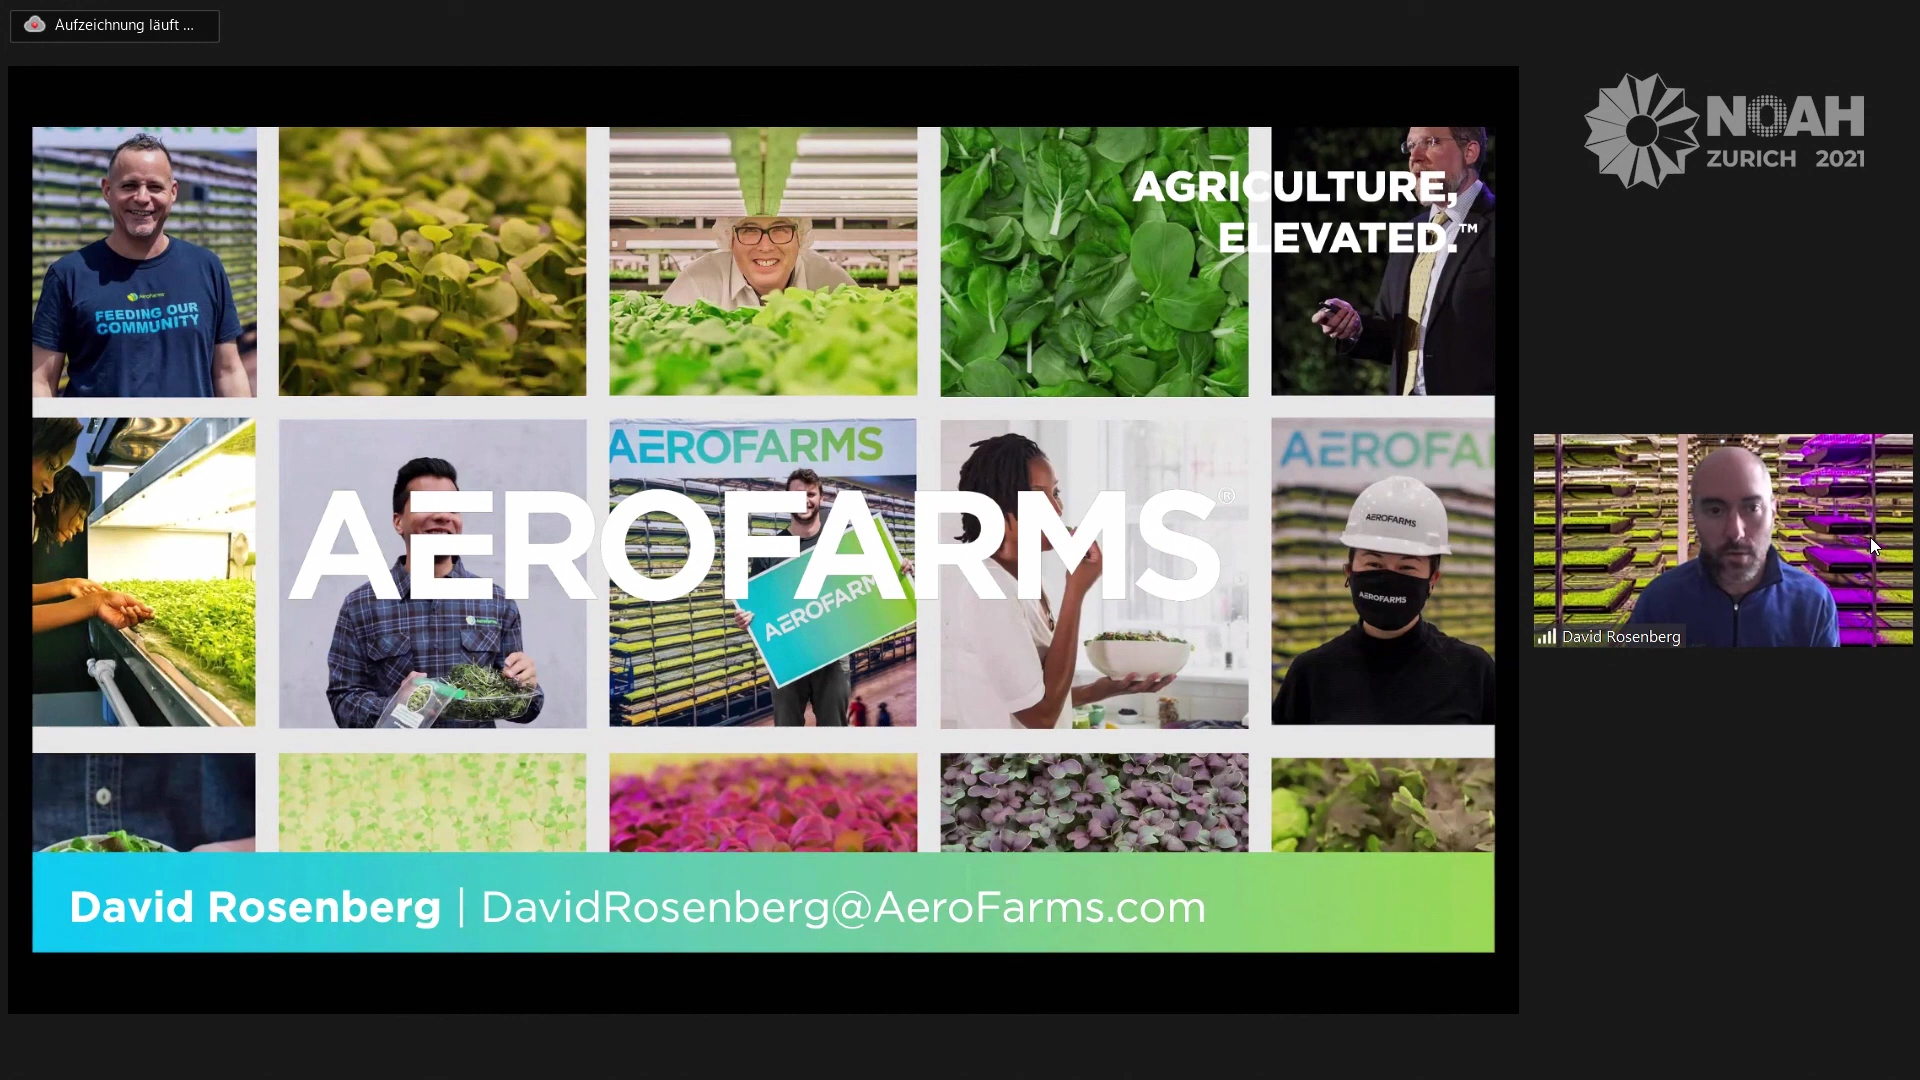 Aufzeichnung läuft ...
NOAH
ZURICH 2021
AGRICULTURE,
ELEVATED.™
AeroFarms
FEEDING OUR
COMMUNITY
AEROFARMS
AEROFA
AEROFARMS®
AEROFARMS
AEROFARM
AEROFARMS
David Rosenberg
David Rosenberg | DavidRosenberg@AeroFarms.com